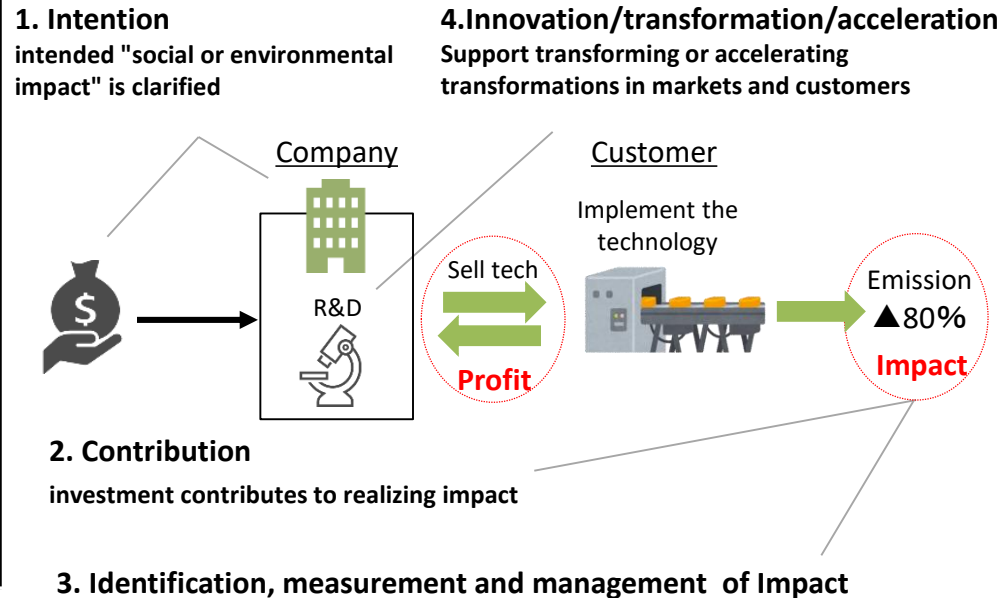 1. Intention
intended "social or environmental
impact" is clarified
4.Innovation/transformation/acceleration
Support transforming or accelerating
transformations in markets and customers
Company
Customer
Implement the
technology
Sell tech
R&D
$
Profit
Emission
▲80%
Impact
2. Contribution
investment contributes to realizing impact
3. Identification, measurement and management of Impact